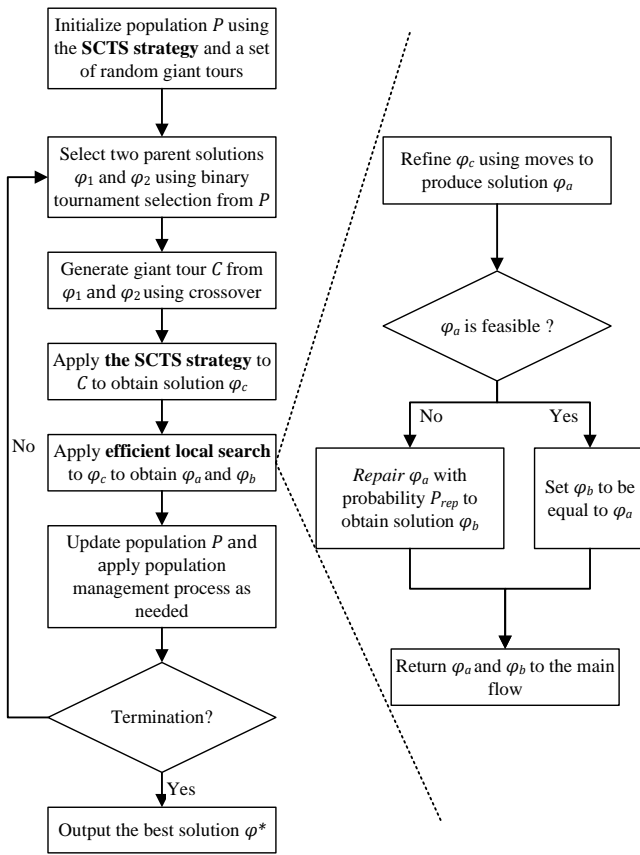 Initialize population P using
the SCTS strategy and a set
of random giant tours
Select two parent solutions
φ1 and φ2 using binary
tournament selection from P
Generate giant tour C from
φ1 and φ2 using crossover
Apply the SCTS strategy to
C to obtain solution φc
No
Apply efficient local search
to φc to obtain φa and φb
Update population P and
apply population
management process as
needed
Termination?
Yes
Output the best solution φ*
Refine φc using moves to
produce solution φa
φa is feasible ?
No
Yes
Repair φa with
probability Prep to
obtain solution φb
Set φb to be
equal to φa
Return φa and φb to the main
flow